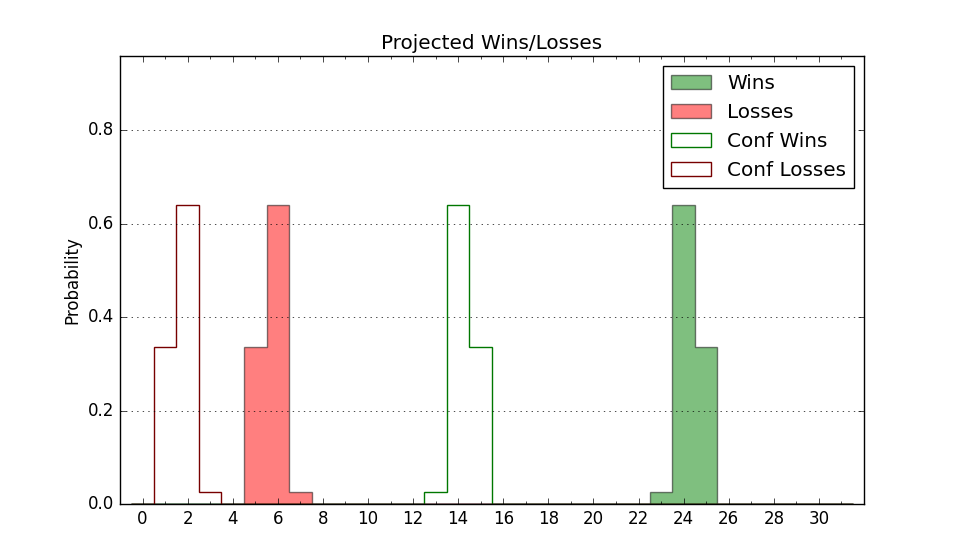 Projected Wins/Losses
Wins
Losses
Conf Wins
Conf Losses
Probability
0.8
0.6
0.4
0.2
0.0
0 2 4 6 8 10 12 14 16 18 20 22 24 26 28 30